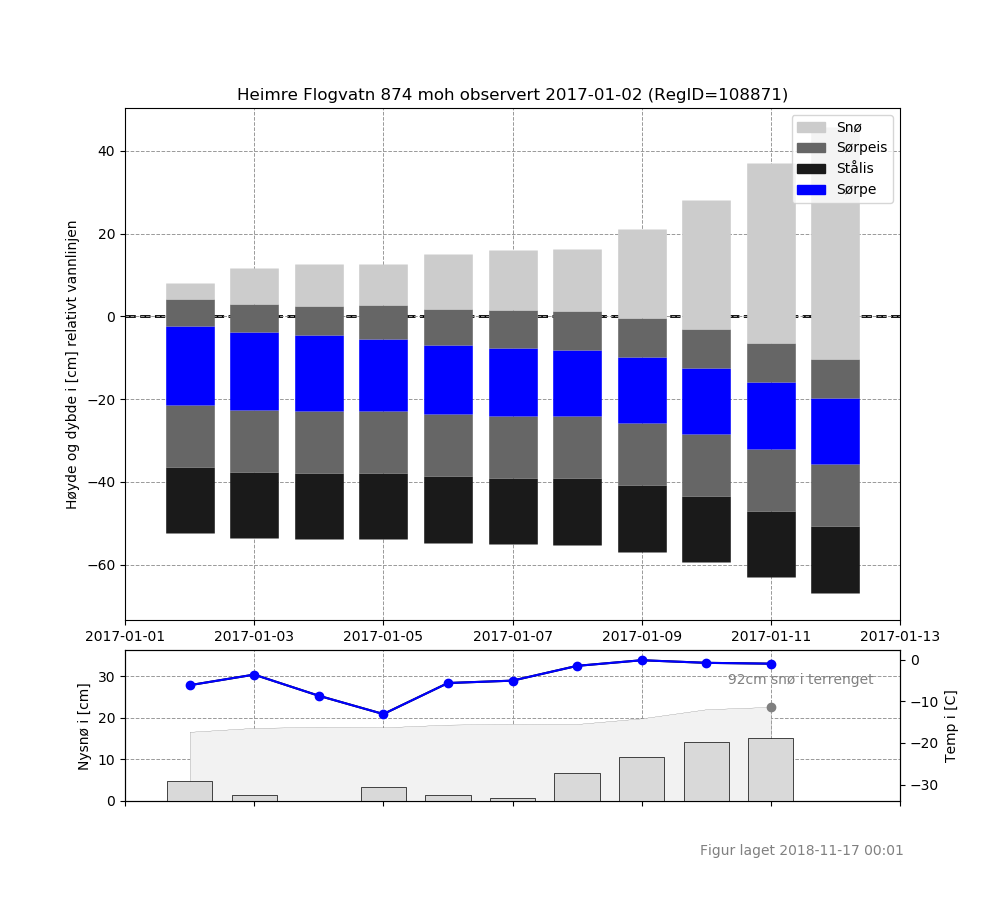 Heimre Flogvatn 874 moh observert 2017-01-02 (RegID=108871)
Høyde og dybde i [cm] relativt vannlinjen
40
20
0
−20
−40
−60
Snø
Sørpeis
Stålis
Sørpe
2017-01-01 2017-01-03 2017-01-05 2017-01-07 2017-01-09 2017-01-11 2017-01-13
Nysnø i [cm]
30
20
10
0
92cm snø i terrenget
0
−10
−20
−30
Temp i [C]
Figur laget 2018-11-17 00:01